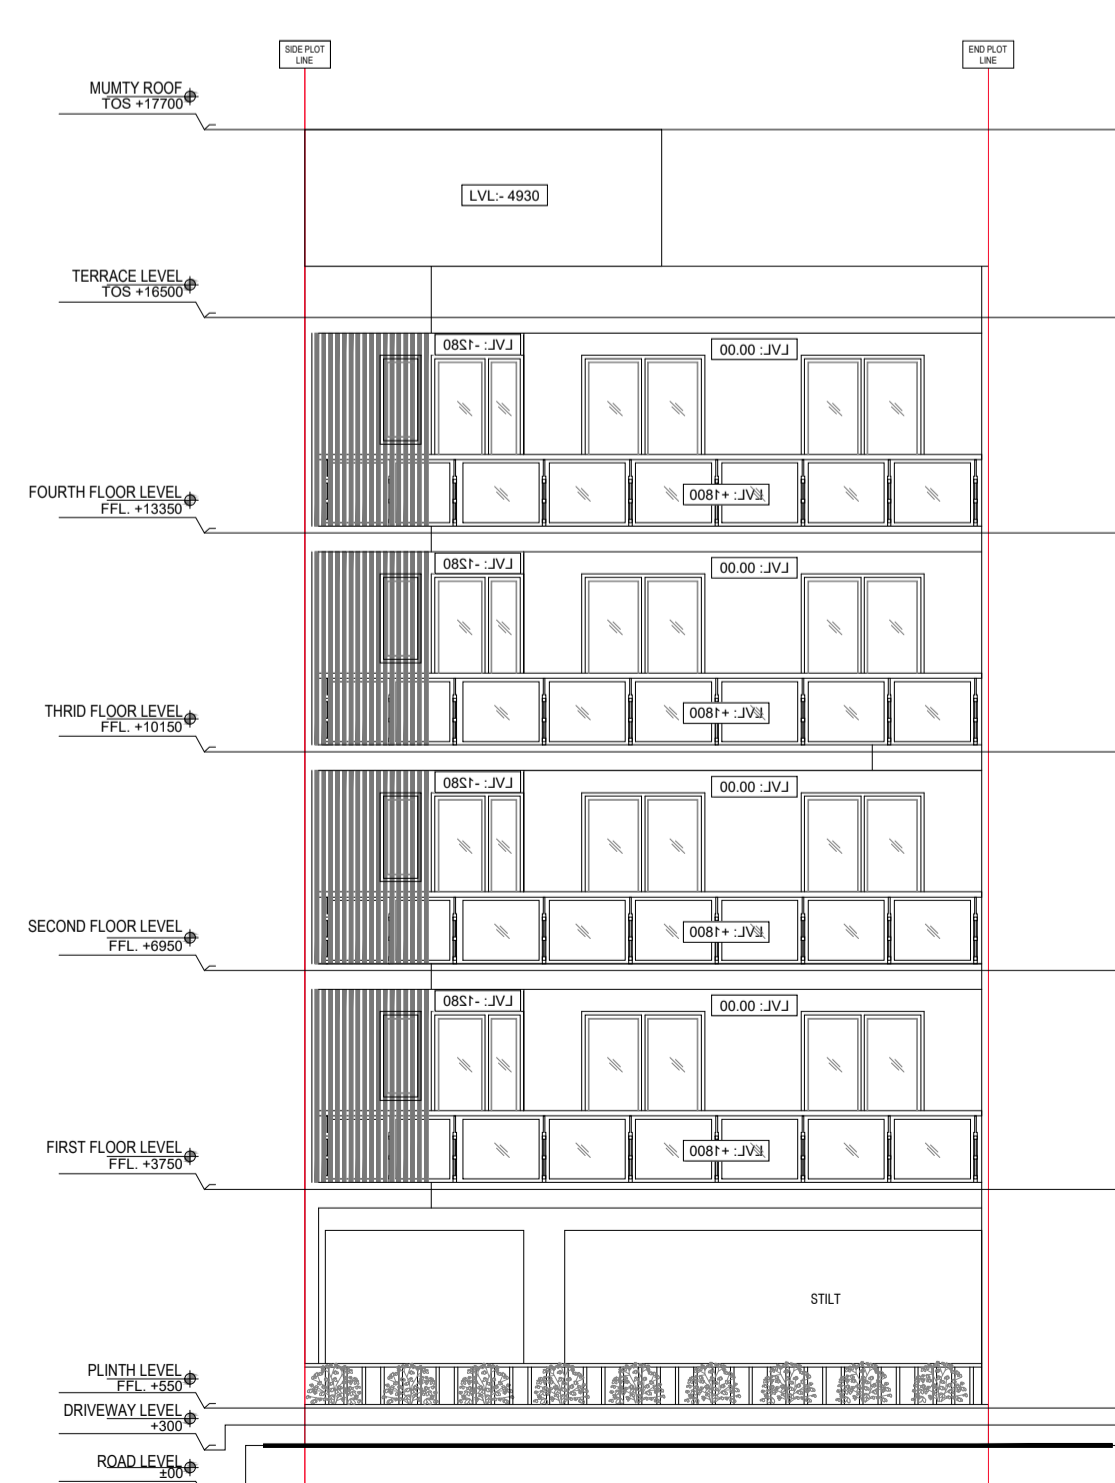 SIDE PLOT
LINE
END PLOT
LINE
MUMTY ROOF
TOS +17700
LVL:- 4930
TERRACE LEVEL
TOS +16500
LVL: -1280
LVL: 00.00
FOURTH FLOOR LEVEL
FFL. +13350
LVL: +1800
LVL: -1280
LVL: 00.00
THRID FLOOR LEVEL
FFL. +10150
LVL: +1800
LVL: -1280
LVL: 00.00
SECOND FLOOR LEVEL
FFL. +6950
LVL: +1800
LVL: -1280
LVL: 00.00
FIRST FLOOR LEVEL
FFL. +3750
LVL: +1800
STILT
PLINTH LEVEL
FFL. +550
DRIVEWAY LEVEL
+300
ROAD LEVEL
±00